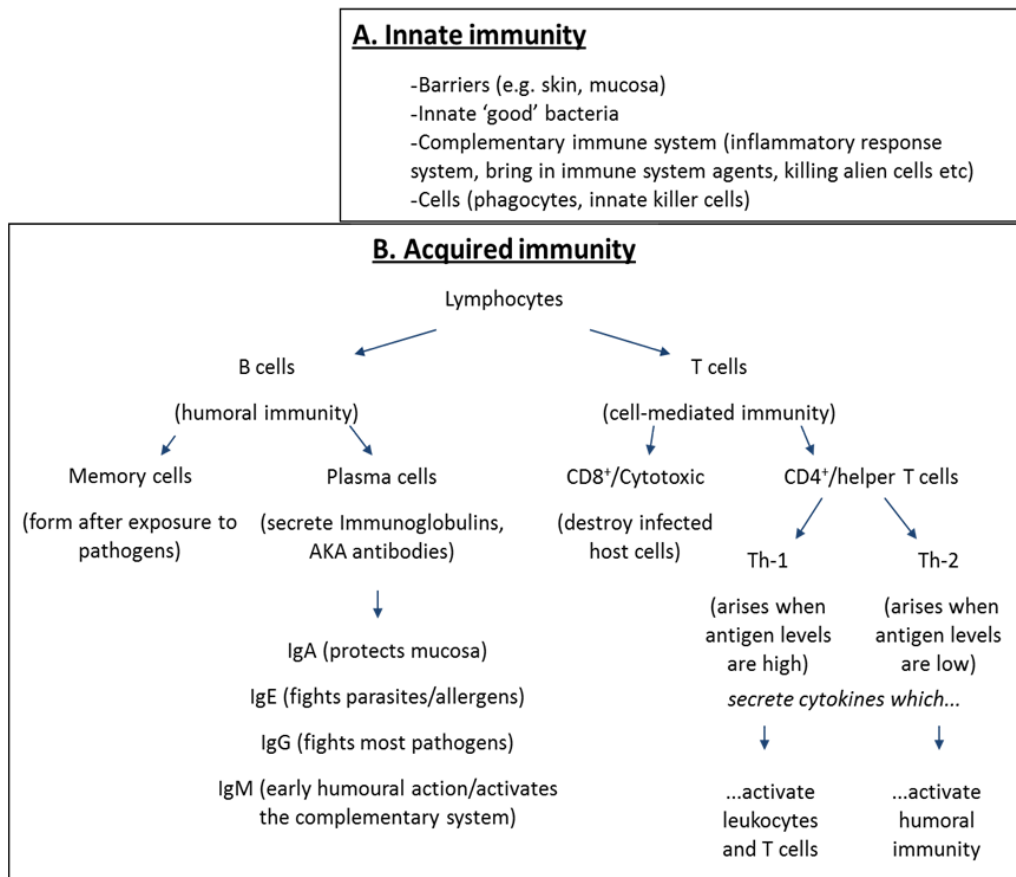 A. Innate immunity
-Barriers (e.g. skin, mucosa)
-Innate ‘good’ bacteria
-Complementary immune system (inflammatory response
system, bring in immune system agents, killing alien cells etc)
-Cells (phagocytes, innate killer cells)
B. Acquired immunity
Lymphocytes
B cells
(humoral immunity)
T cells
(cell-mediated immunity)
Memory cells
(form after exposure to
pathogens)
Plasma cells
(secrete Immunoglobulins,
AKA antibodies)
IgA (protects mucosa)
IgE (fights parasites/allergens)
IgG (fights most pathogens)
IgM (early humoural action/activates
the complementary system)
CD8⁺/Cytotoxic
(destroy infected
host cells)
CD4⁺/helper T cells
Th-1
(arises when
antigen levels
are high)
Th-2
(arises when
antigen levels
are low)
secrete cytokines which...
...activate
leukocytes
and T cells
...activate
humoral
immunity